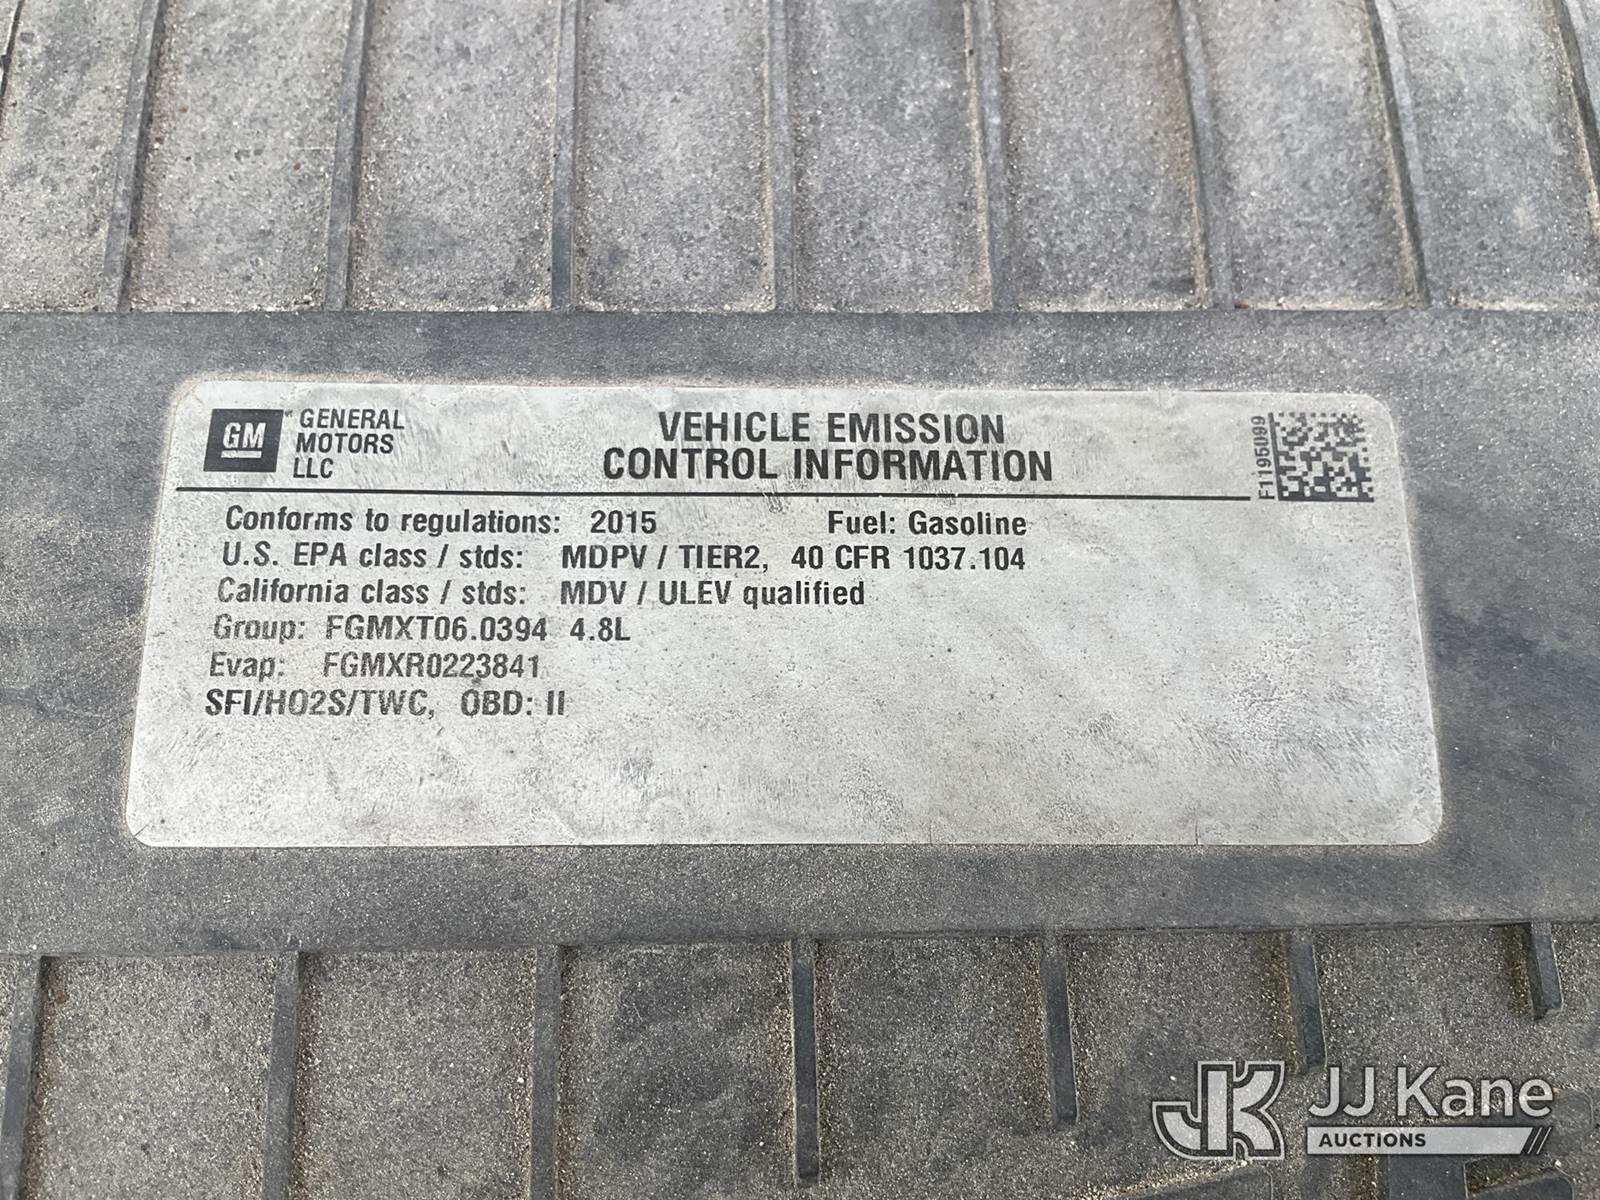 GM
GENERAL
MOTORS
LLC
VEHICLE EMISSION
CONTROL INFORMATION
F1195099
Conforms to regulations: 2015 Fuel: Gasoline
U.S. EPA class / stds: MDPV / TIER2, 40 CFR 1037.104
California class / stds: MDV / ULEV qualified
Group: FGMXT06.0394 4.8L
Evap: FGMXR0223841
SFI/HO2S/TWC, OBD: II
JK JJ Kane
AUCTIONS